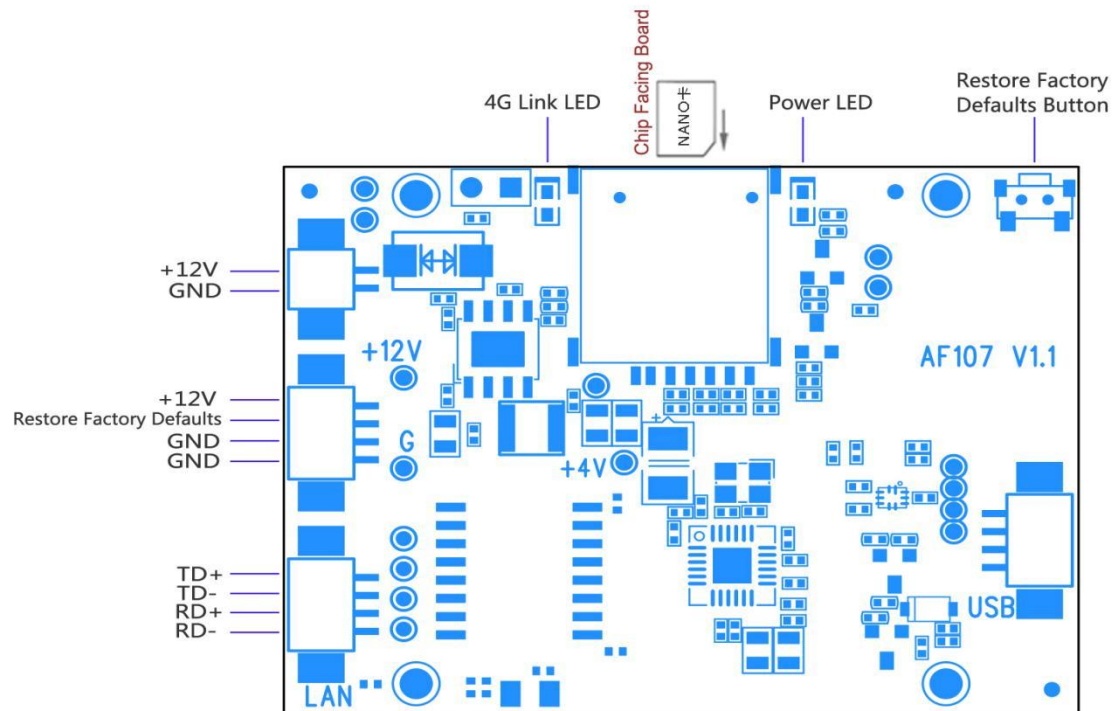 Chip Facing Board
NANO卡
4G Link LED
Power LED
Restore Factory
Defaults Button
+12V
GND
+12V
AF107 V1.1
+12V
Restore Factory Defaults
GND
GND
G
+4V
+
TD+
TD-
RD+
RD-
USB
LAN